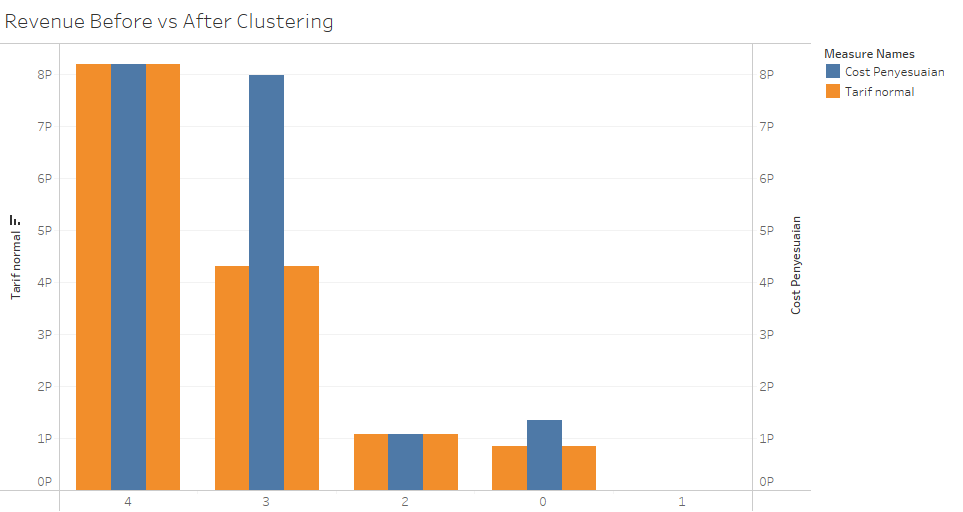 Revenue Before vs After Clustering
Measure Names
Cost Penyesuaian
Tarif normal
Tarif normal
8P
7P
6P
5P
4P
3P
2P
1P
0P
8P
7P
6P
5P
4P
3P
2P
1P
0P
Cost Penyesuaian
4 3 2 0 1